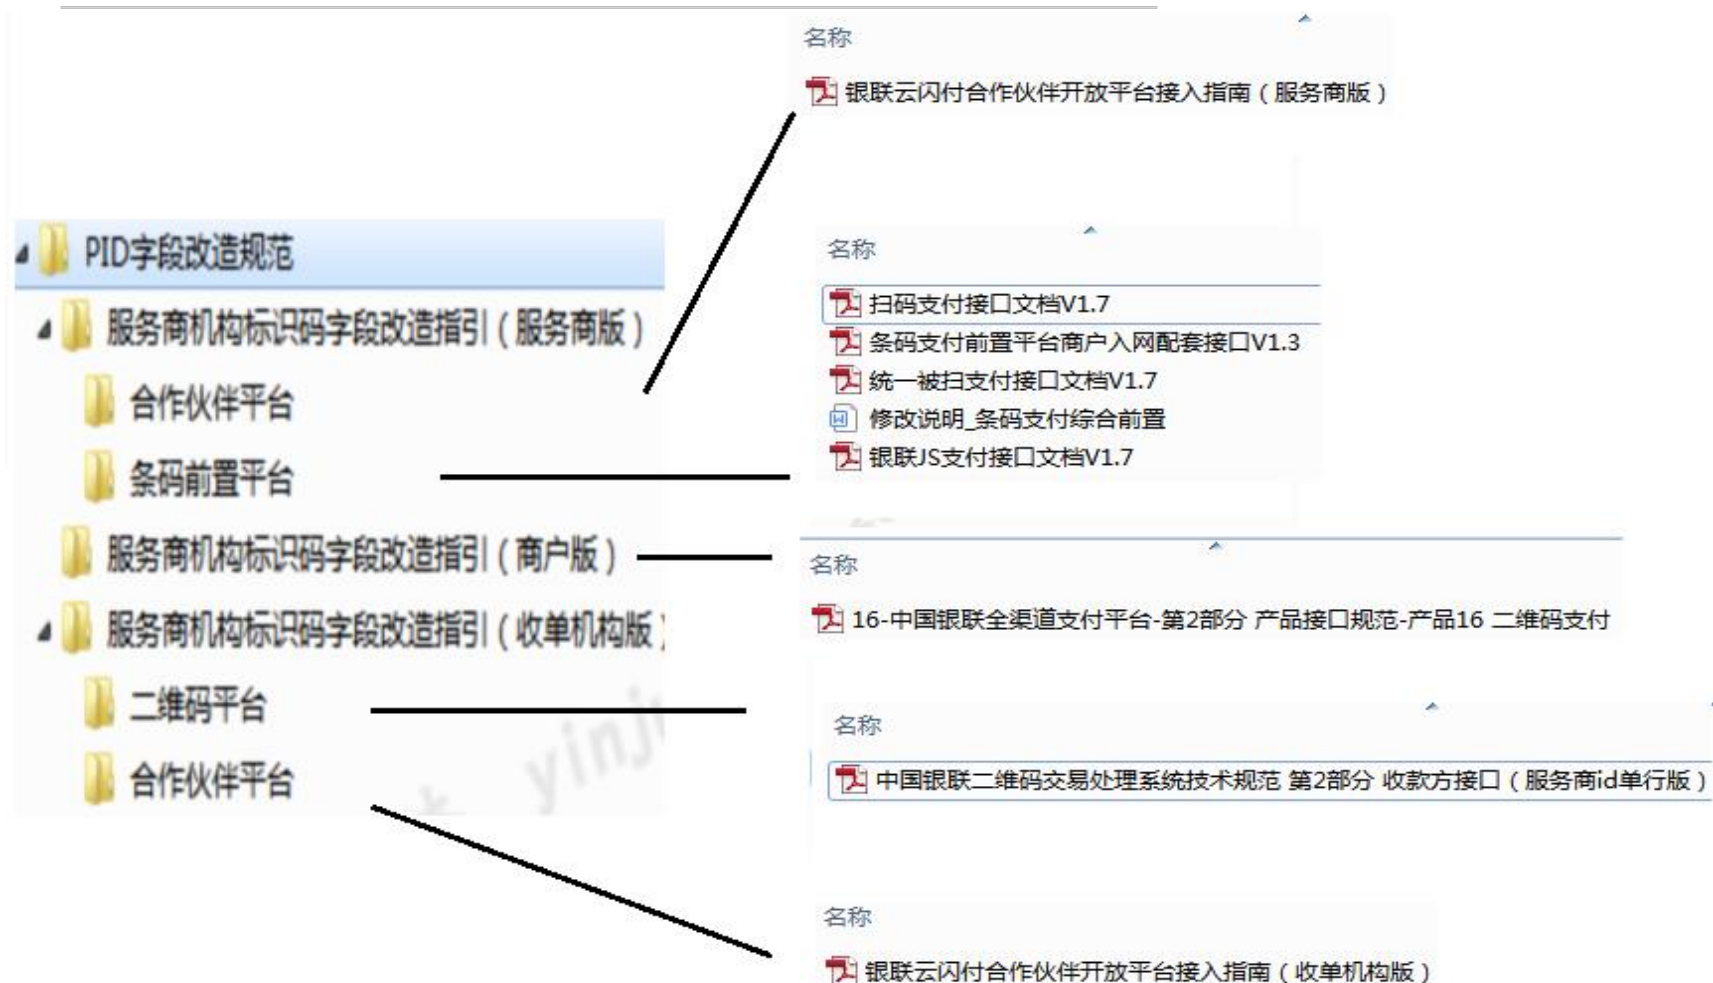 名称
银联云闪付合作伙伴开放平台接入指南（服务商版）
PID字段改造规范
服务商机构标识码字段改造指引（服务商版）
合作伙伴平台
条码前置平台
服务商机构标识码字段改造指引（商户版）
服务商机构标识码字段改造指引（收单机构版）
二维码平台
合作伙伴平台
名称
扫码支付接口文档V1.7
条码支付前置平台商户入网配套接口V1.3
统一被扫支付接口文档V1.7
修改说明_条码支付综合前置
银联JS支付接口文档V1.7
名称
16-中国银联全渠道支付平台-第2部分 产品接口规范-产品16 二维码支付
名称
中国银联二维码交易处理系统技术规范 第2部分 收款方接口（服务商id单行版）
名称
银联云闪付合作伙伴开放平台接入指南（收单机构版）